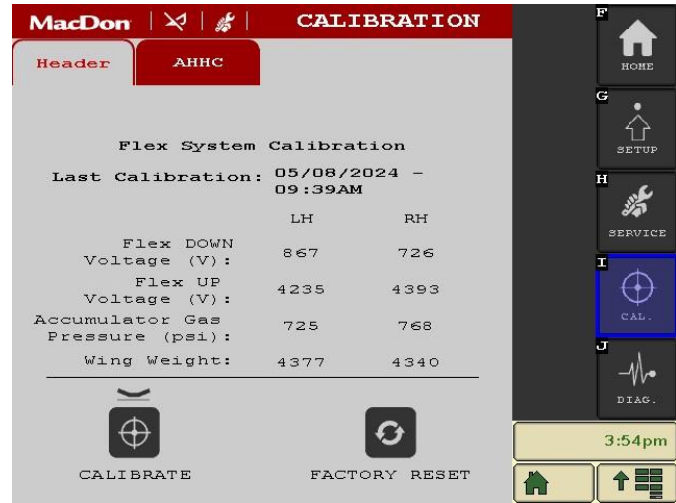 MacDon CALIBRATION
Header AHHC
Flex System Calibration
Last Calibration: 05/08/2024 -
09:39AM
LH RH
Flex DOWN
Voltage (V): 867 726
Flex UP
Voltage (V): 4235 4393
Accumulator Gas
Pressure (psi): 725 768
Wing Weight: 4377 4340
CALIBRATE FACTORY RESET
F
HOME
G
SETUP
H
SERVICE
I
CAL.
J
DIAG.
3:54pm